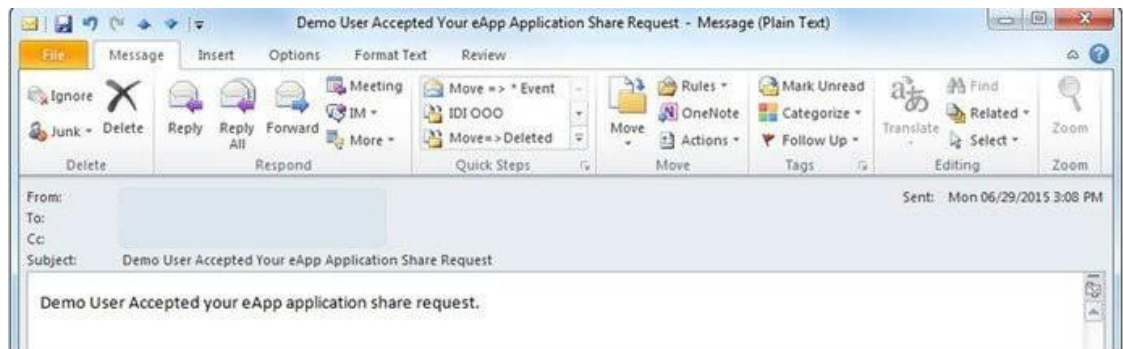 Demo User Accepted Your eApp Application Share Request - Message (Plain Text)
File Message Insert Options Format Text Review
Ignore
Junk
Delete
Reply
Reply All
Forward
Meeting
IM
More
Move => * Event
IDI OOO
Move=>Deleted
Move
Rules
OneNote
Actions
Mark Unread
Categorize
Follow Up
Translate
Find
Related
Select
Zoom
Delete Respond Quick Steps Move Tags Editing Zoom
From: Sent: Mon 06/29/2015 3:08 PM
To:
Cc:
Subject: Demo User Accepted Your eApp Application Share Request
Demo User Accepted your eApp application share request.